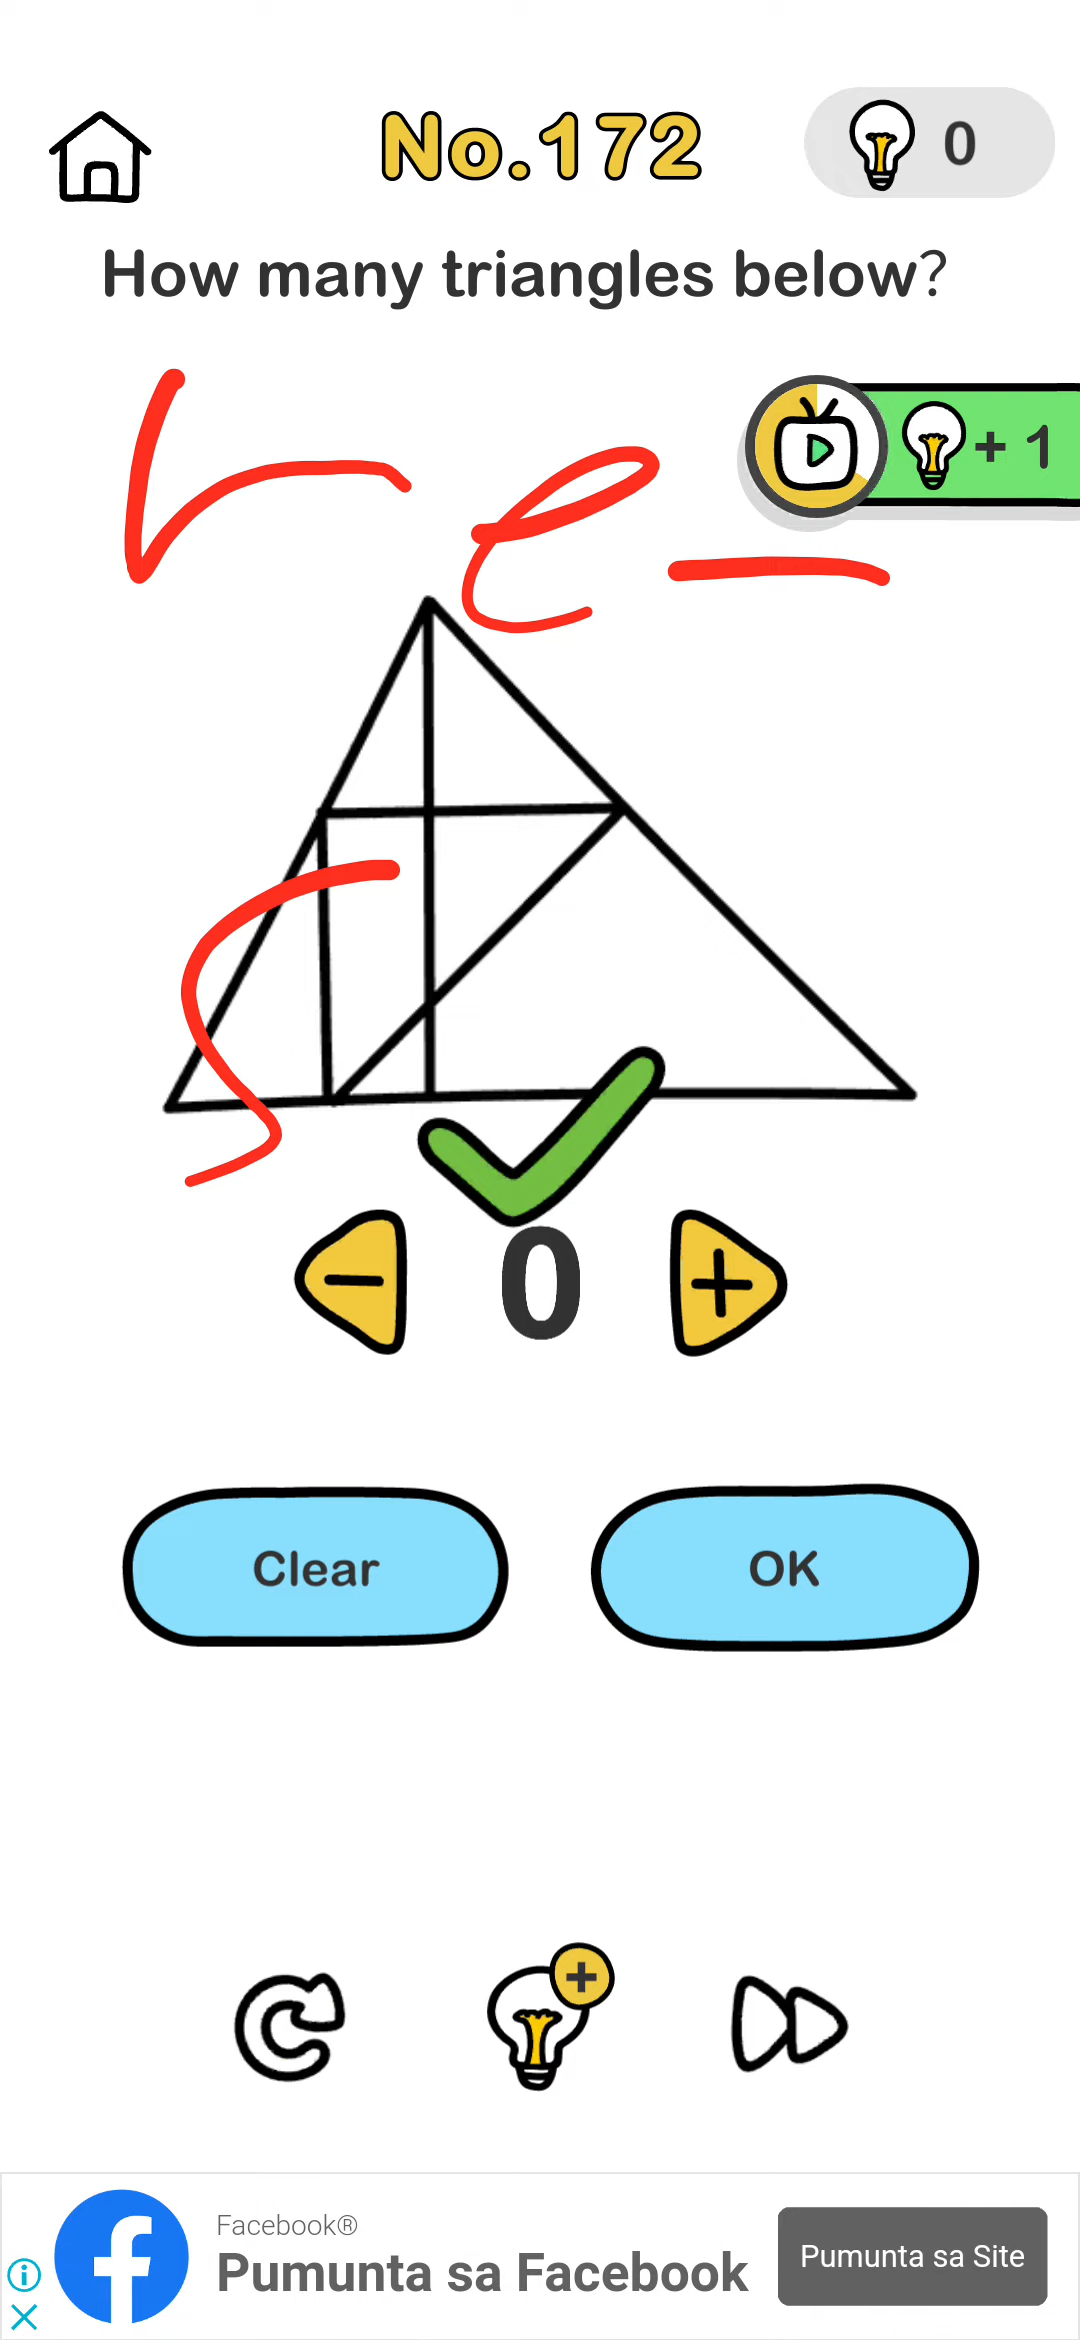 No.172
0
How many triangles below?
+ 1
0
Clear
OK
Facebook®
Pumunta sa Facebook
Pumunta sa Site